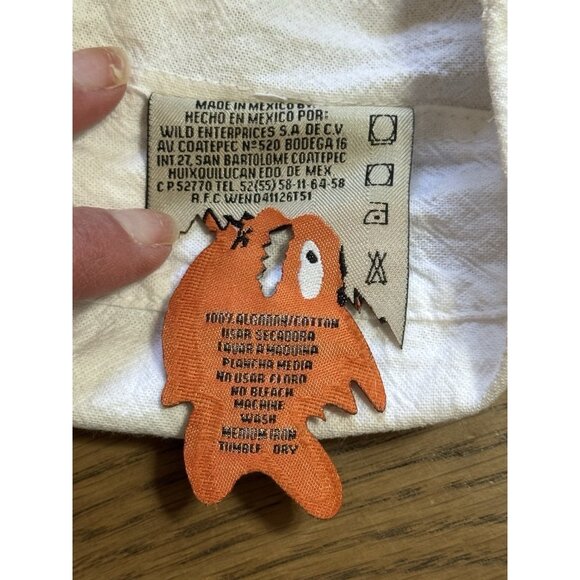 MADE IN MEXICO BY:
HECHO EN MEXICO POR:
WILD ENTERPRICES S.A. DE C.V.
AV. COATEPEC Nº 520 BODEGA 16
INT. 27, SAN BARTOLOME COATEPEC
HUIXQUILUCAN EDO. DE MEX.
C P 52770 TEL. 52(55) 58-11-64-58
R.F.C WEN041126T51
100% ALGODON/COTTON
USAR SECADORA
LAVAR A MAQUINA
PLANCHA MEDIA
NO USAR CLORO
NO BLEACH
MACHINE
WASH
MEDIUM IRON
TUMBLE DRY